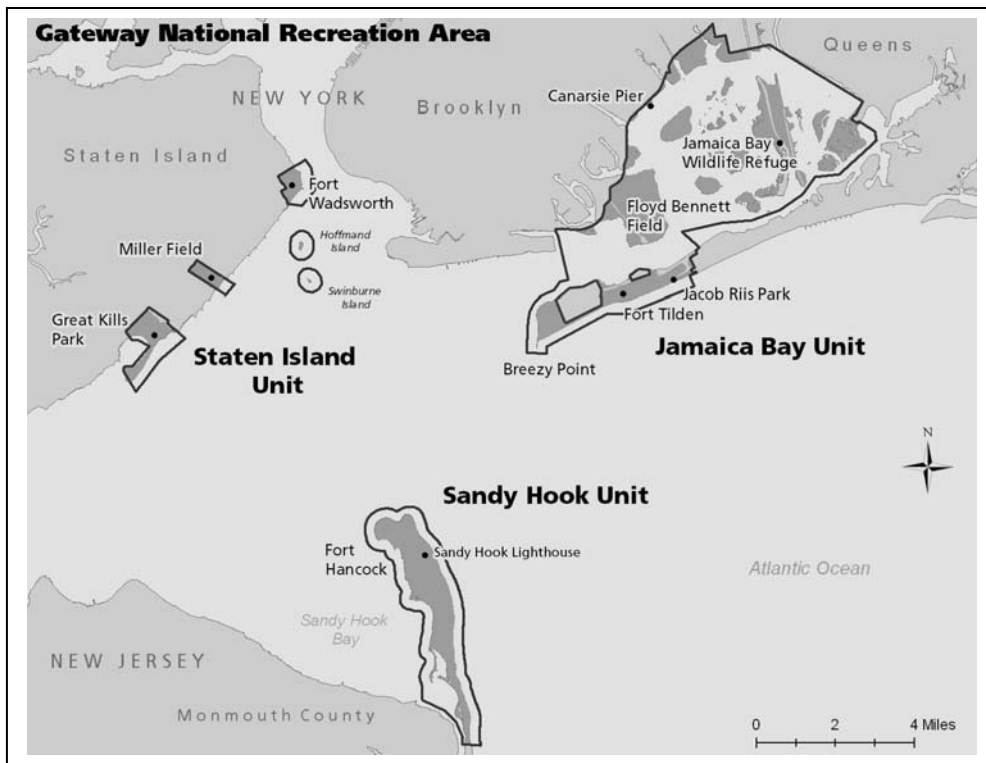 Gateway National Recreation Area
Queens
NEW YORK
Canarsie Pier
Brooklyn
Staten Island
Jamaica Bay
Wildlife Refuge
Fort
Wadsworth
Floyd Bennett
Field
Hoffmand
Island
Miller Field
Swinburne
Island
Jacob Riis Park
Great Kills
Park
Fort Tilden
Staten Island
Unit
Jamaica Bay Unit
Breezy Point
N
Sandy Hook Unit
Fort
Hancock
Sandy Hook Lighthouse
Atlantic Ocean
Sandy Hook
Bay
NEW JERSEY
Monmouth County
0 2 4 Miles